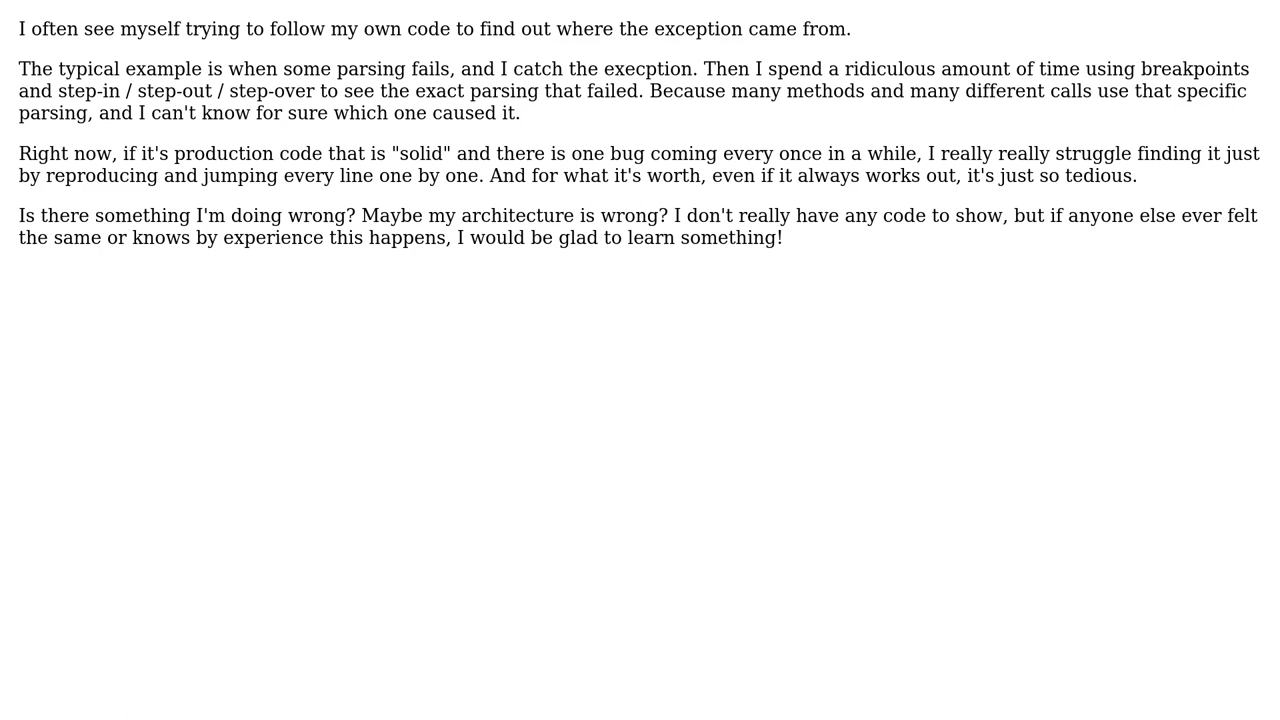 I often see myself trying to follow my own code to find out where the exception came from.
The typical example is when some parsing fails, and I catch the execption. Then I spend a ridiculous amount of time using breakpoints
and step-in / step-out / step-over to see the exact parsing that failed. Because many methods and many different calls use that specific
parsing, and I can't know for sure which one caused it.
Right now, if it's production code that is "solid" and there is one bug coming every once in a while, I really really struggle finding it just
by reproducing and jumping every line one by one. And for what it's worth, even if it always works out, it's just so tedious.
Is there something I'm doing wrong? Maybe my architecture is wrong? I don't really have any code to show, but if anyone else ever felt
the same or knows by experience this happens, I would be glad to learn something!